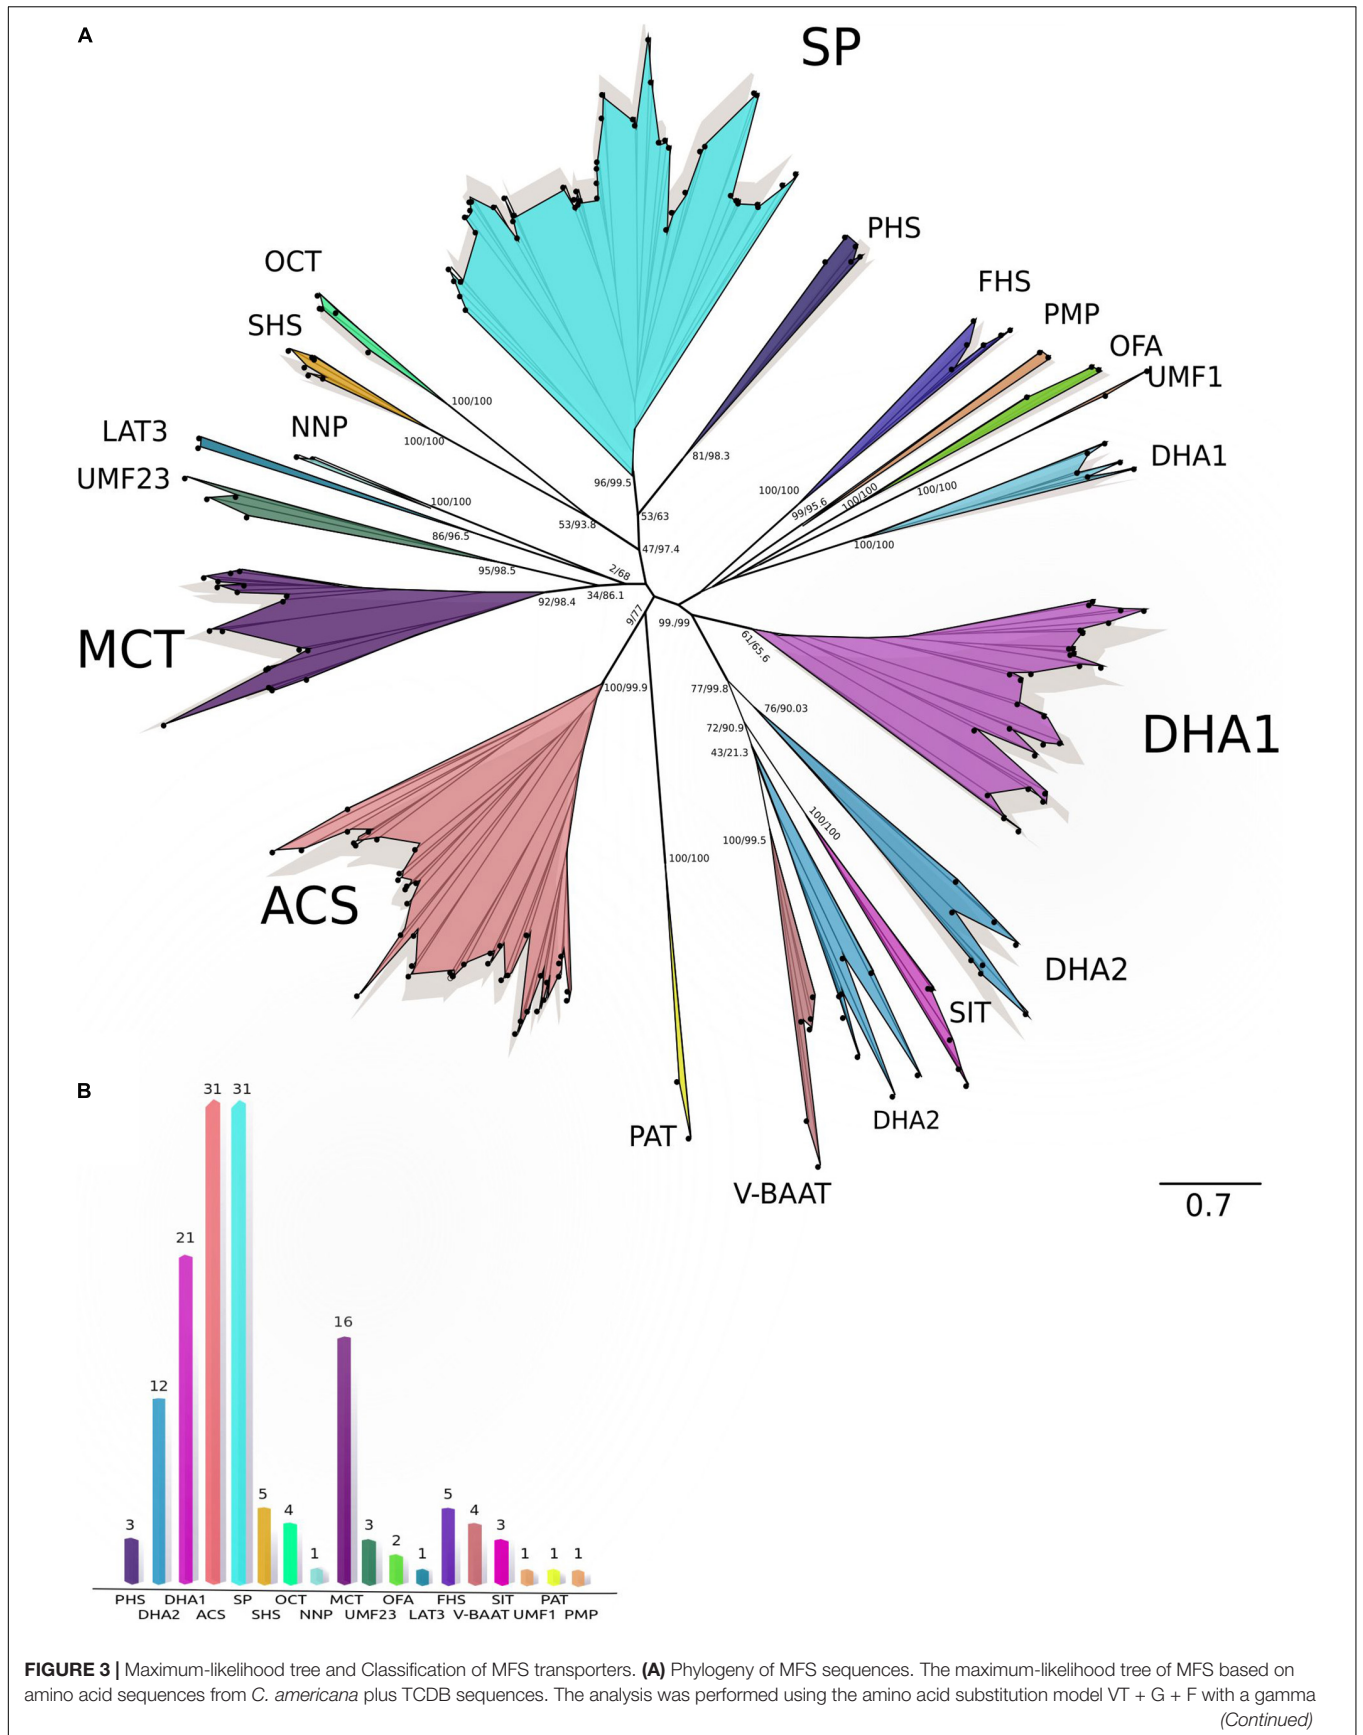 A
SP
PHS
OCT
FHS
SHS
PMP
OFA
UMF1
100/100
LAT3
NNP
100/100
DHA1
81/98.3
UMF23
96/99.5
100/100
100/100
100/100
100/100
99/95.6
53/93.8
53/63
86/96.5
100/100
47/97.4
95/98.5
2/68
92/98.4
34/86.1
9/77
99./99
61/65.6
MCT
100/99.9
77/99.8
76/90.03
72/90.9
DHA1
43/21.3
100/100
100/99.5
100/100
ACS
DHA2
SIT
DHA2
PAT
V-BAAT
0.7
B
31 31
21
16
12
5
5
4
4
3
3
3
2
1
1
1
1
1
PHS DHA1 SP OCT MCT OFA FHS SIT PAT
DHA2 ACS SHS NNP UMF23 LAT3 V-BAAT UMF1 PMP
FIGURE 3 | Maximum-likelihood tree and Classification of MFS transporters. (A) Phylogeny of MFS sequences. The maximum-likelihood tree of MFS based on
amino acid sequences from C. americana plus TCDB sequences. The analysis was performed using the amino acid substitution model VT + G + F with a gamma
(Continued)